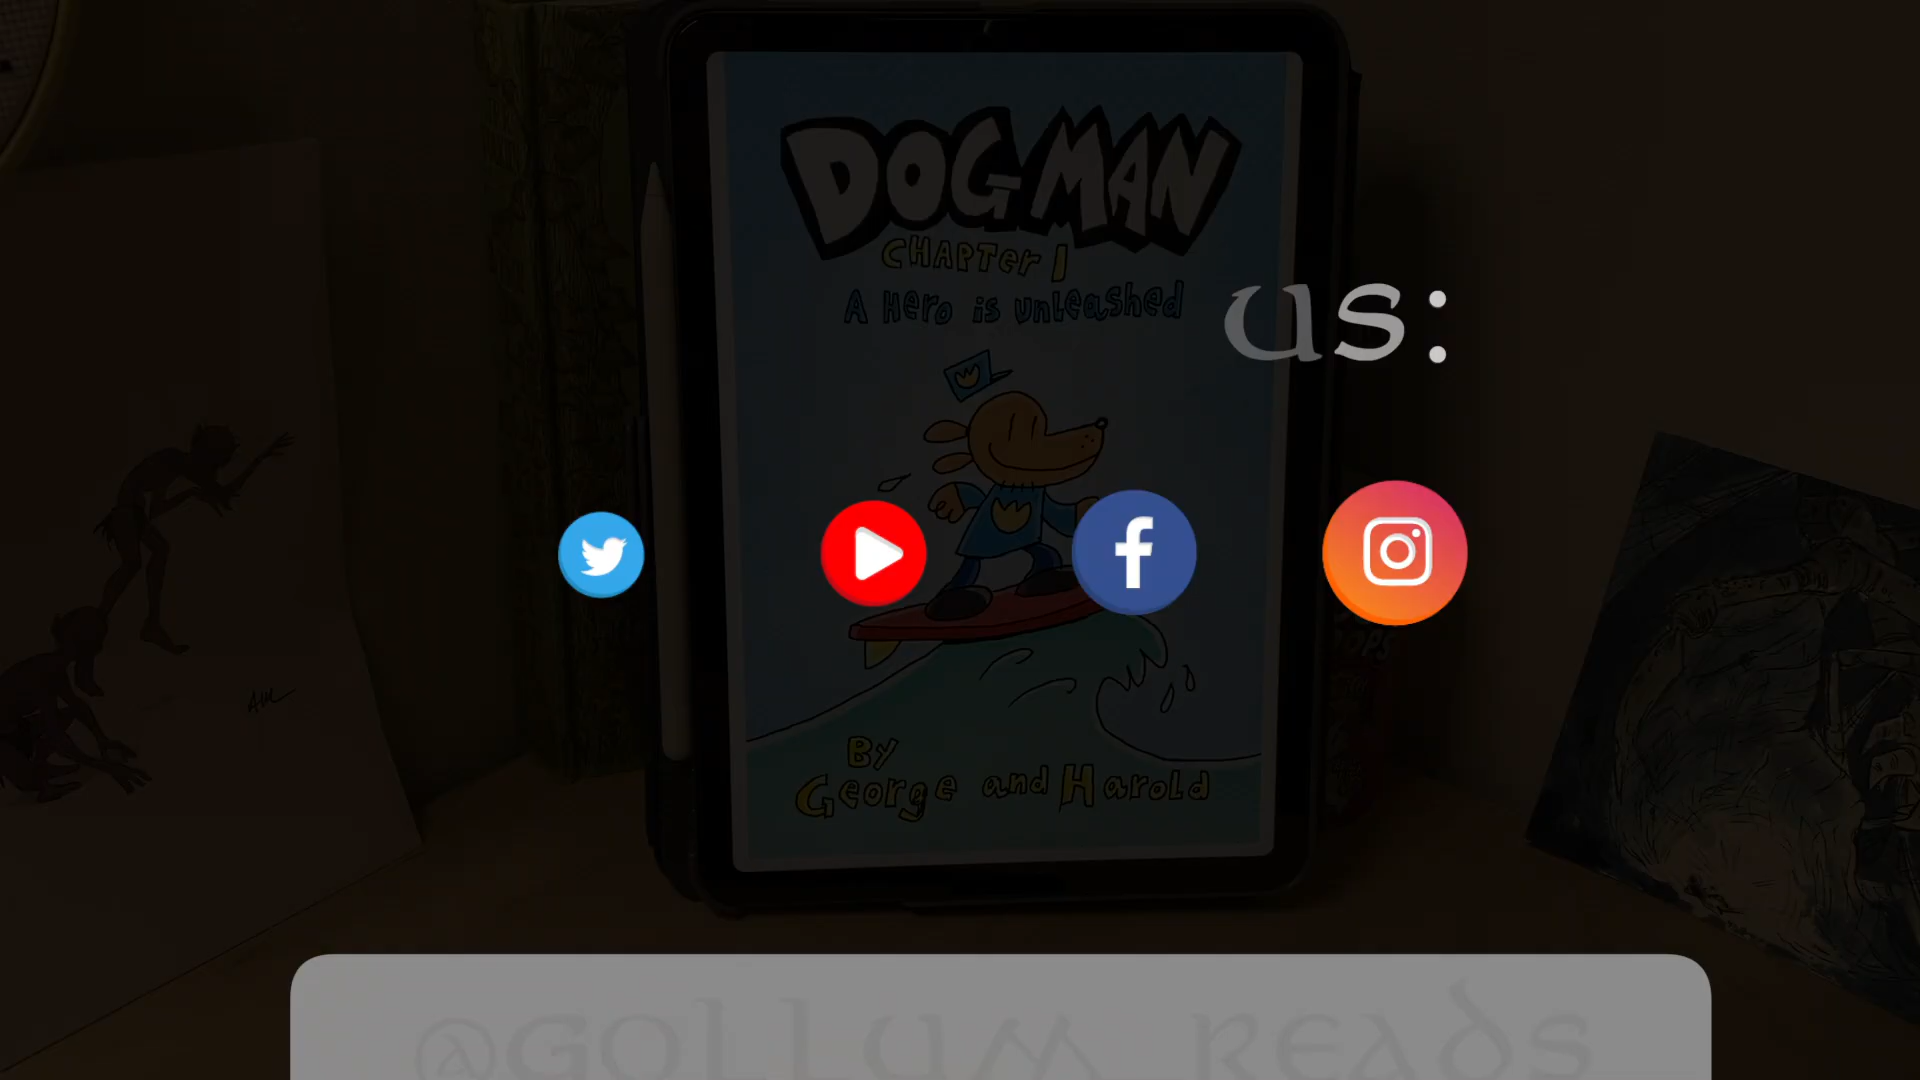 DOG MAN
CHAPTer 1
A Hero is unleashed
us:
By
George and Harold
@GOLLUM READS